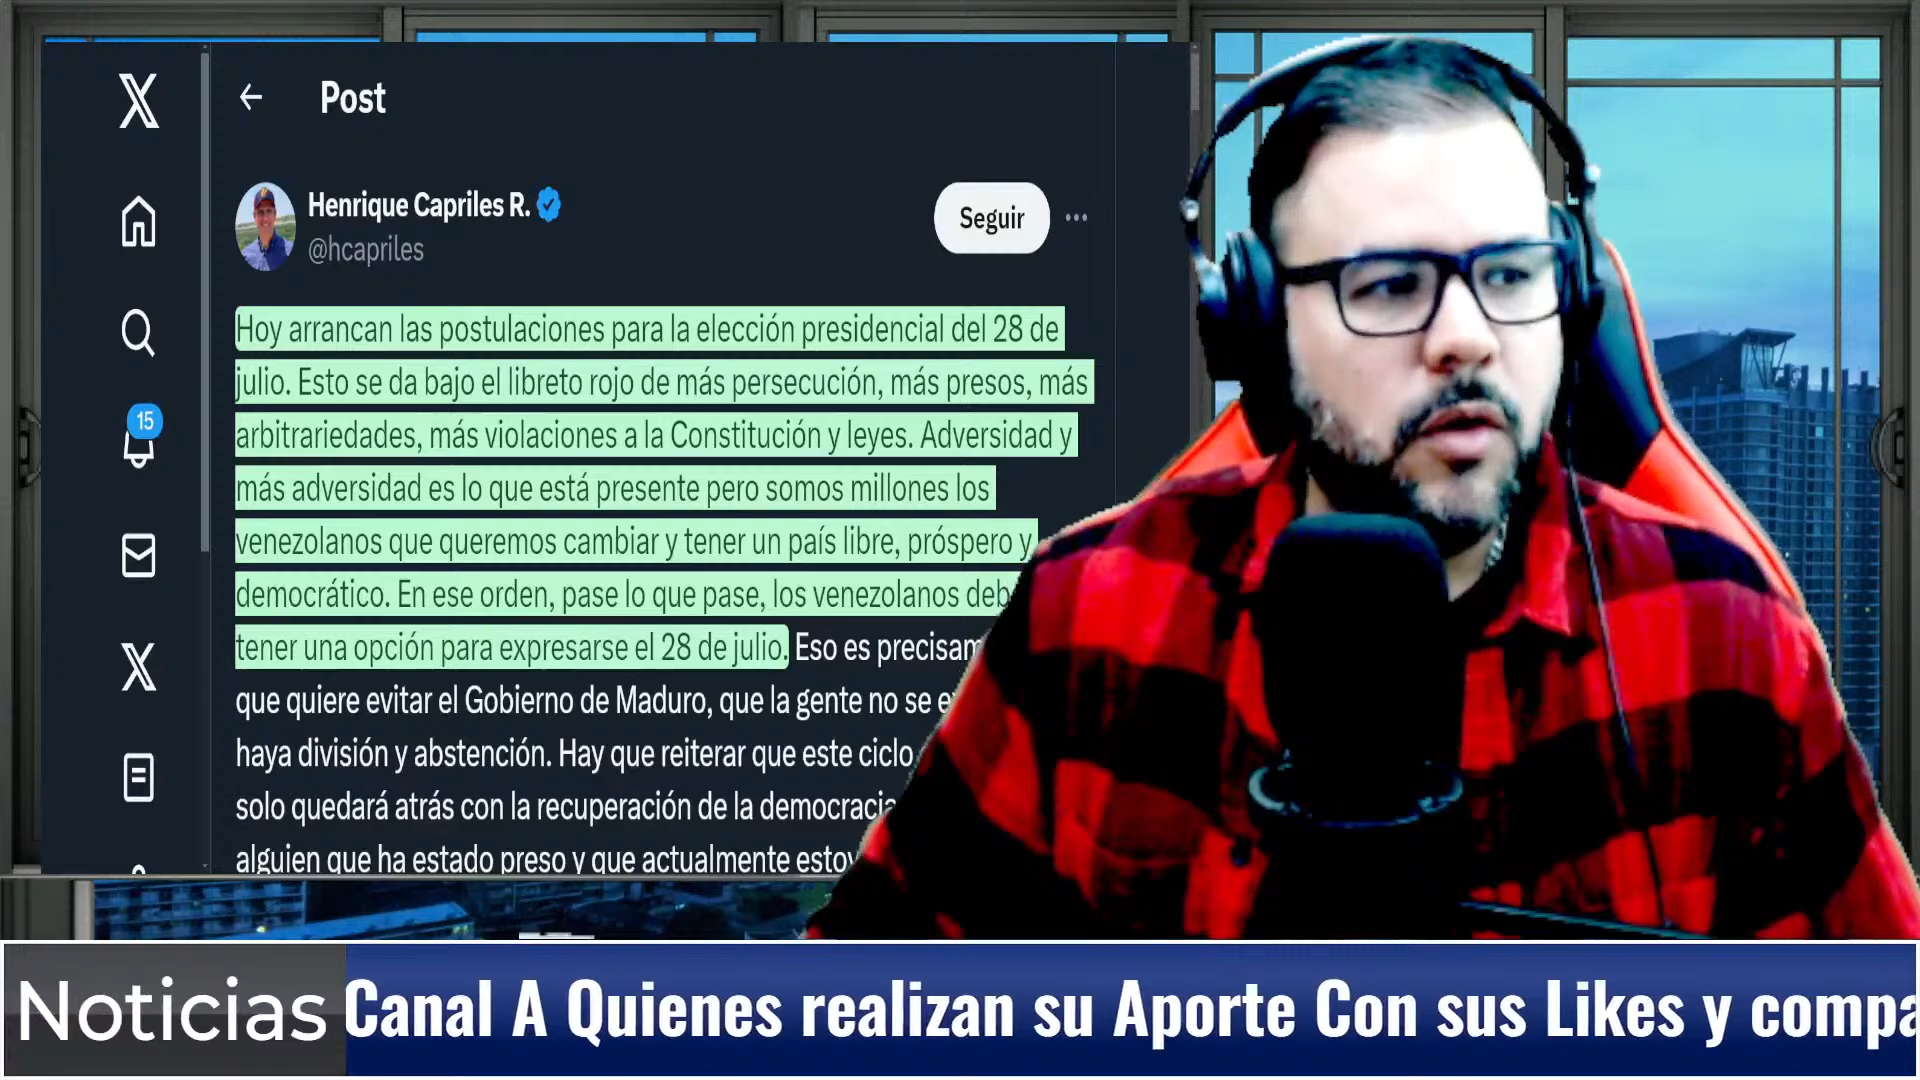 Post
Henrique Capriles R.
@hcapriles
Seguir
15
Hoy arrancan las postulaciones para la elección presidencial del 28 de
julio. Esto se da bajo el libreto rojo de más persecución, más presos, más
arbitrariedades, más violaciones a la Constitución y leyes. Adversidad y
más adversidad es lo que está presente pero somos millones los
venezolanos que queremos cambiar y tener un país libre, próspero y
democrático. En ese orden, pase lo que pase, los venezolanos
tener una opción para expresarse el 28 de julio. Eso es
que quiere evitar el Gobierno de Maduro, que la gente no se
haya división y abstención. Hay que reiterar que este ciclo
solo quedará atrás con la recuperación de la democracia
alguien que ha estado preso y que actualmente estoy
Noticias Canal A Quienes realizan su Aporte Con sus Likes y